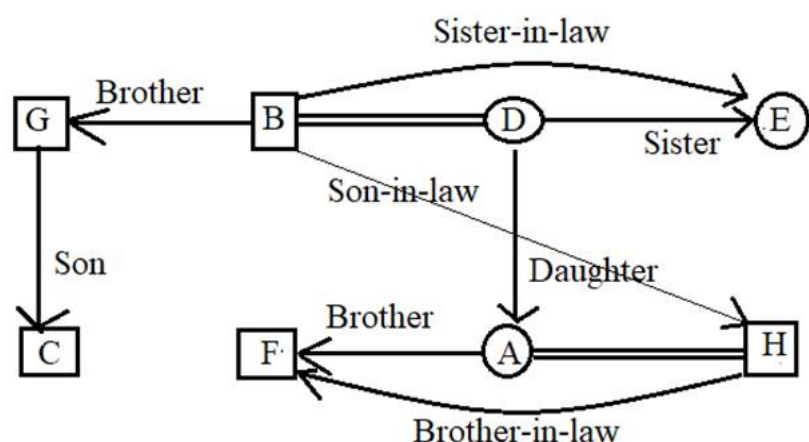 Sister-in-law
Brother
G
B
D
E
Sister
Son-in-law
Son
Daughter
Brother
C
F.
A
H
Brother-in-law